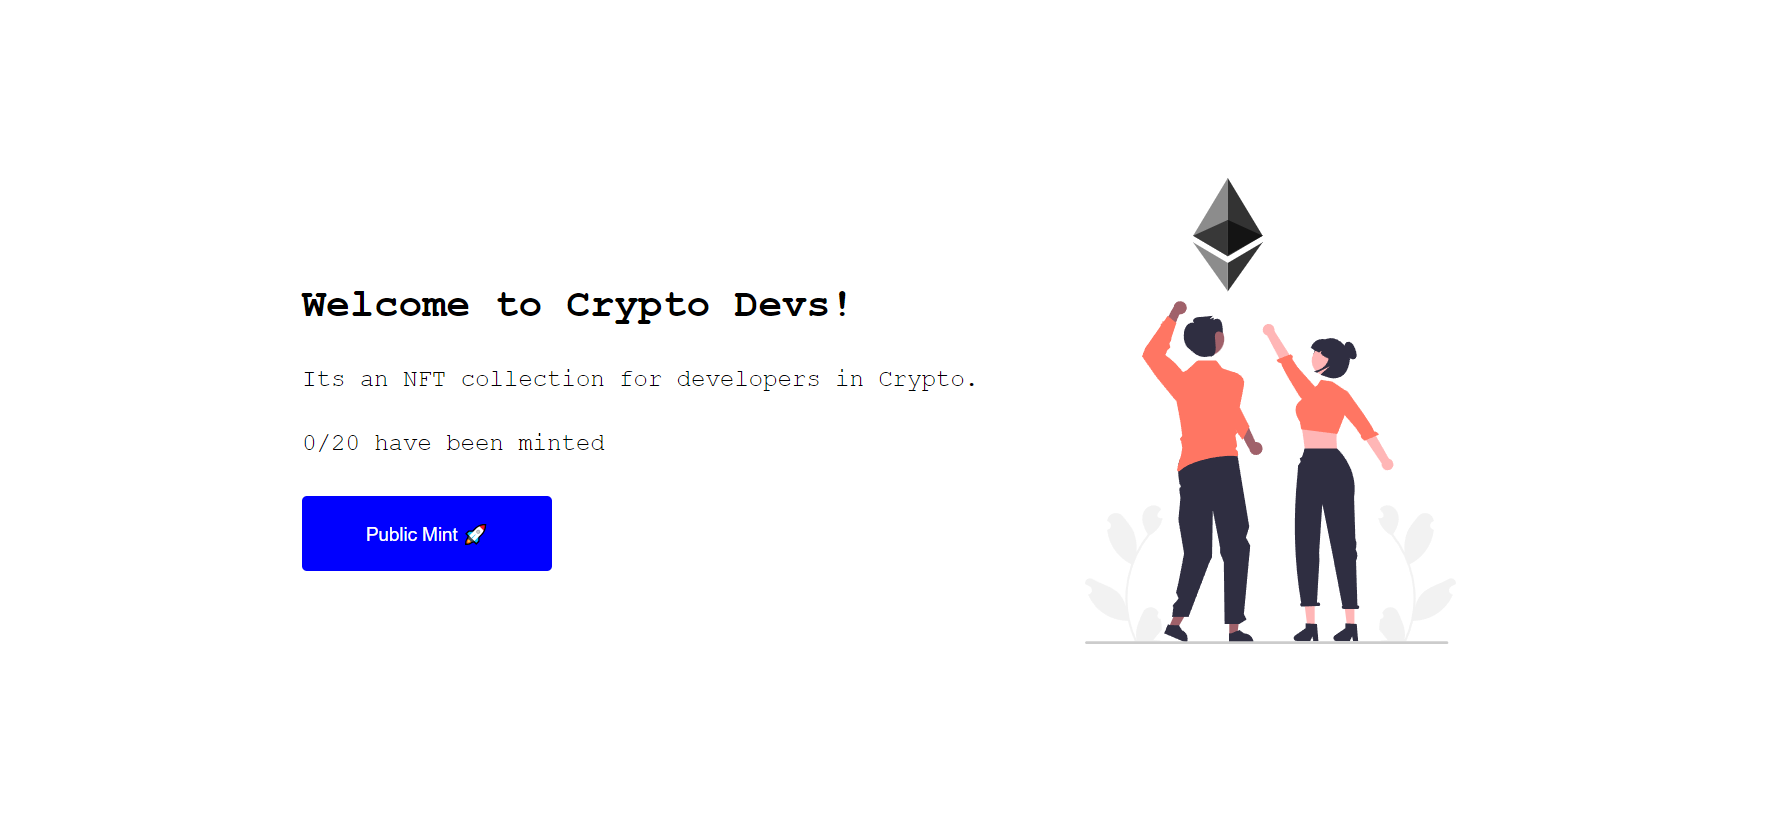 Welcome to Crypto Devs!
Its an NFT collection for developers in Crypto.
0/20 have been minted
Public Mint 🚀